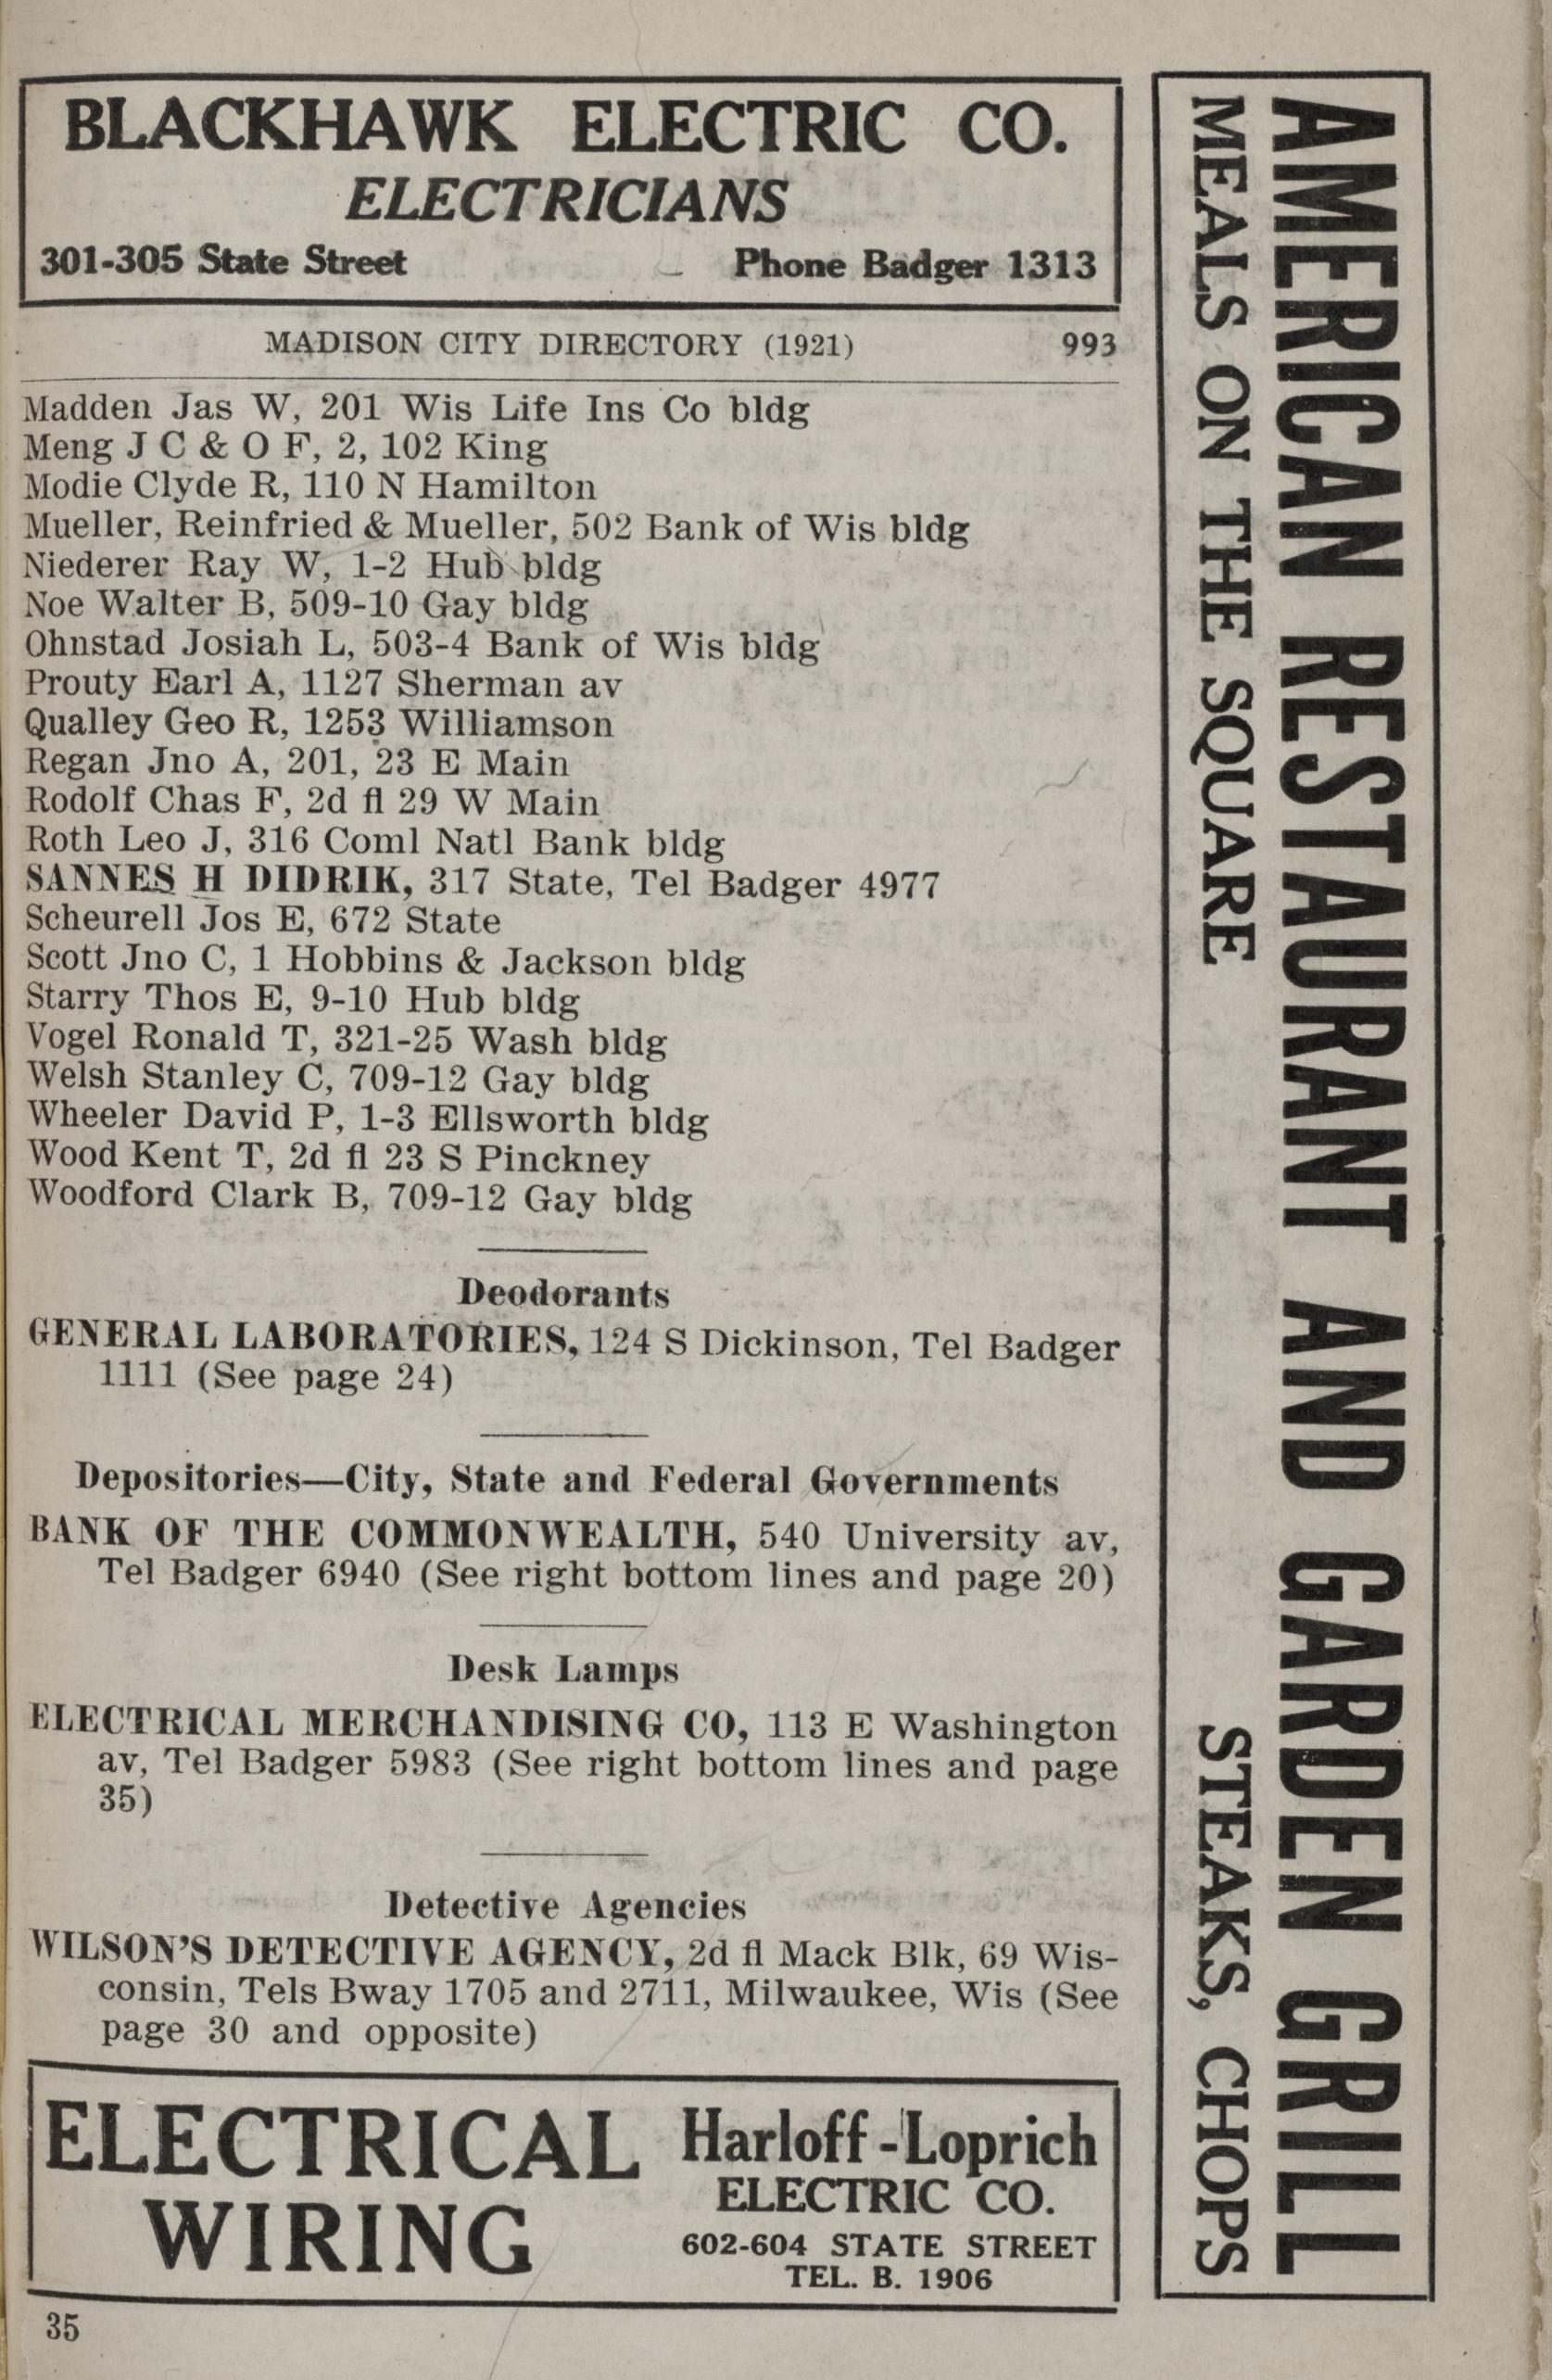 BLACKHAWK ELECTRIC CO.
ELECTRICIANS
301-305 State Street Phone Badger 1313
MADISON CITY DIRECTORY (1921) 993
Madden Jas W, 201 Wis Life Ins Co bldg
Meng J C & O F, 2, 102 King
Modie Clyde R, 110 N Hamilton
Mueller, Reinfried & Mueller, 502 Bank of Wis bldg
Niederer Ray W, 1-2 Hub bldg
Noe Walter B, 509-10 Gay bldg
Ohnstad Josiah L, 503-4 Bank of Wis bldg
Prouty Earl A, 1127 Sherman av
Qualley Geo R, 1253 Williamson
Regan Jno A, 201, 23 E Main
Rodolf Chas F, 2d fl 29 W Main
Roth Leo J, 316 Coml Natl Bank bldg
SANNES H DIDRIK, 317 State, Tel Badger 4977
Scheurell Jos E, 672 State
Scott Jno C, 1 Hobbins & Jackson bldg
Starry Thos E, 9-10 Hub bldg
Vogel Ronald T, 321-25 Wash bldg
Welsh Stanley C, 709-12 Gay bldg
Wheeler David P, 1-3 Ellsworth bldg
Wood Kent T, 2d fl 23 S Pinckney
Woodford Clark B, 709-12 Gay bldg
Deodorants
GENERAL LABORATORIES, 124 S Dickinson, Tel Badger
1111 (See page 24)
Depositories—City, State and Federal Governments
BANK OF THE COMMONWEALTH, 540 University av,
Tel Badger 6940 (See right bottom lines and page 20)
Desk Lamps
ELECTRICAL MERCHANDISING CO, 113 E Washington
av, Tel Badger 5983 (See right bottom lines and page
35)
Detective Agencies
WILSON'S DETECTIVE AGENCY, 2d fl Mack Blk, 69 Wis-
consin, Tels Bway 1705 and 2711, Milwaukee, Wis (See
page 30 and opposite)
ELECTRICAL
WIRING
Harloff-Loprich
ELECTRIC CO.
602-604 STATE STREET
TEL. B. 1906
35
AMERICAN RESTAURANT AND GARDEN GRILL
MEALS ON THE SQUARE STEAKS, CHOPS